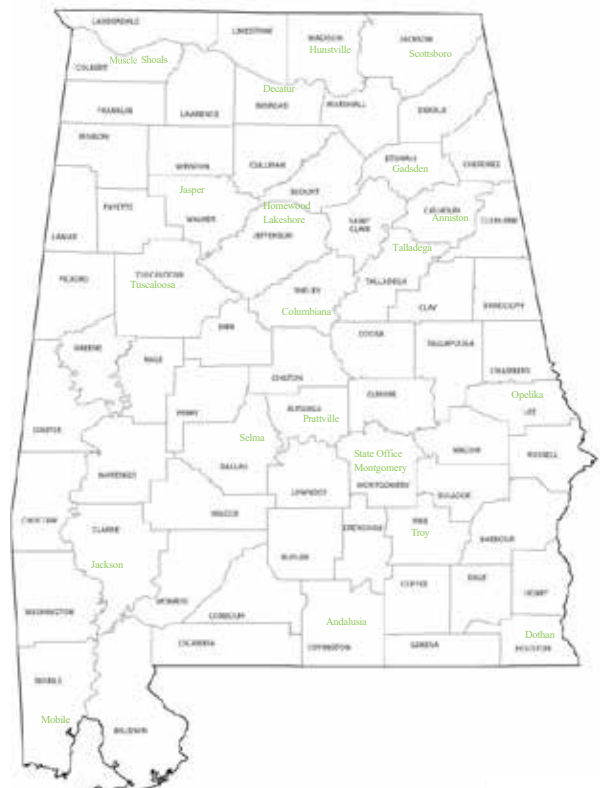 LAUDERDALE
LIMESTONE
MADISON
Hunstville
JACKSON
Scottsboro
COLBERT
Muscle Shoals
FRANKLIN
LAWRENCE
Decatur
MORGAN
MARSHALL
DEKALB
MARION
WINSTON
CULLMAN
ETOWAH
Gadsden
CHEROKEE
Jasper
BLOUNT
LAMAR
FAYETTE
WALKER
Homewood
Lakeshore
JEFFERSON
SAINT
CLAIR
CALHOUN
Anniston
CLEBURNE
Talladega
PICKENS
TUSCALOOSA
Tuscaloosa
SHELBY
Columbiana
TALLADEGA
CLAY
RANDOLPH
BIBB
GREENE
HALE
COOSA
TALLAPOOSA
CHAMBERS
CHILTON
PERRY
AUTAUGA
Prattville
ELMORE
Opelika
LEE
SUMTER
Selma
DALLAS
State Office
Montgomery
MONTGOMERY
MACON
RUSSELL
MARENGO
LOWNDES
BULLOCK
CHOCTAW
CLARKE
WILCOX
BUTLER
CRENSHAW
PIKE
Troy
BARBOUR
Jackson
COFFEE
DALE
HENRY
WASHINGTON
MONROE
CONECUH
Andalusia
COVINGTON
ESCAMBIA
GENEVA
Dothan
HOUSTON
MOBILE
Mobile
BALDWIN